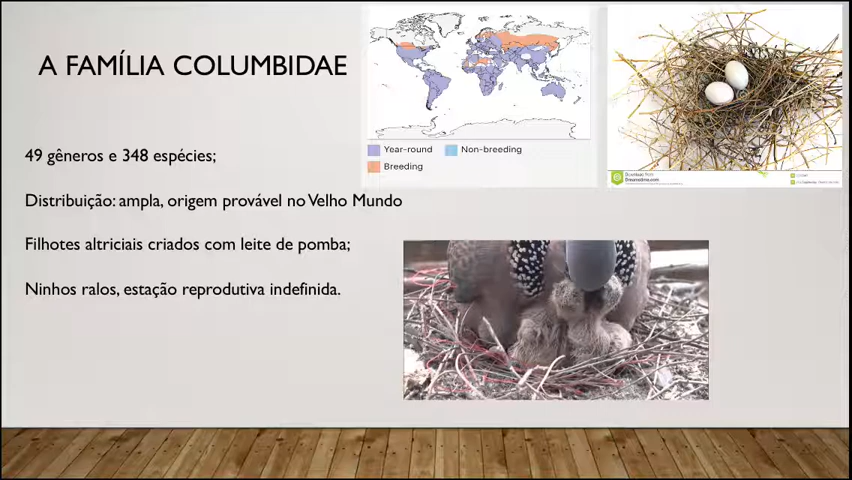 A FAMÍLIA COLUMBIDAE
Year-round
Non-breeding
Breeding
49 gêneros e 348 espécies;
Distribuição: ampla, origem provável no Velho Mundo
Filhotes altriciais criados com leite de pomba;
Ninhos ralos, estação reprodutiva indefinida.